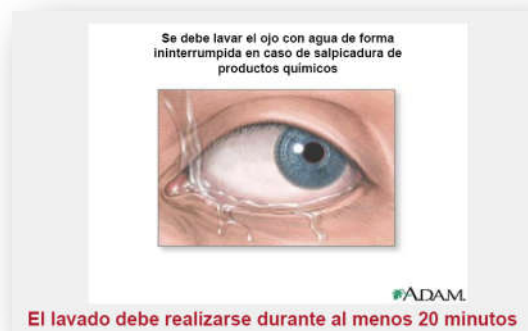 Se debe lavar el ojo con agua de forma
ininterrumpida en caso de salpicadura de
productos químicos
ADAM.
El lavado debe realizarse durante al menos 20 minutos